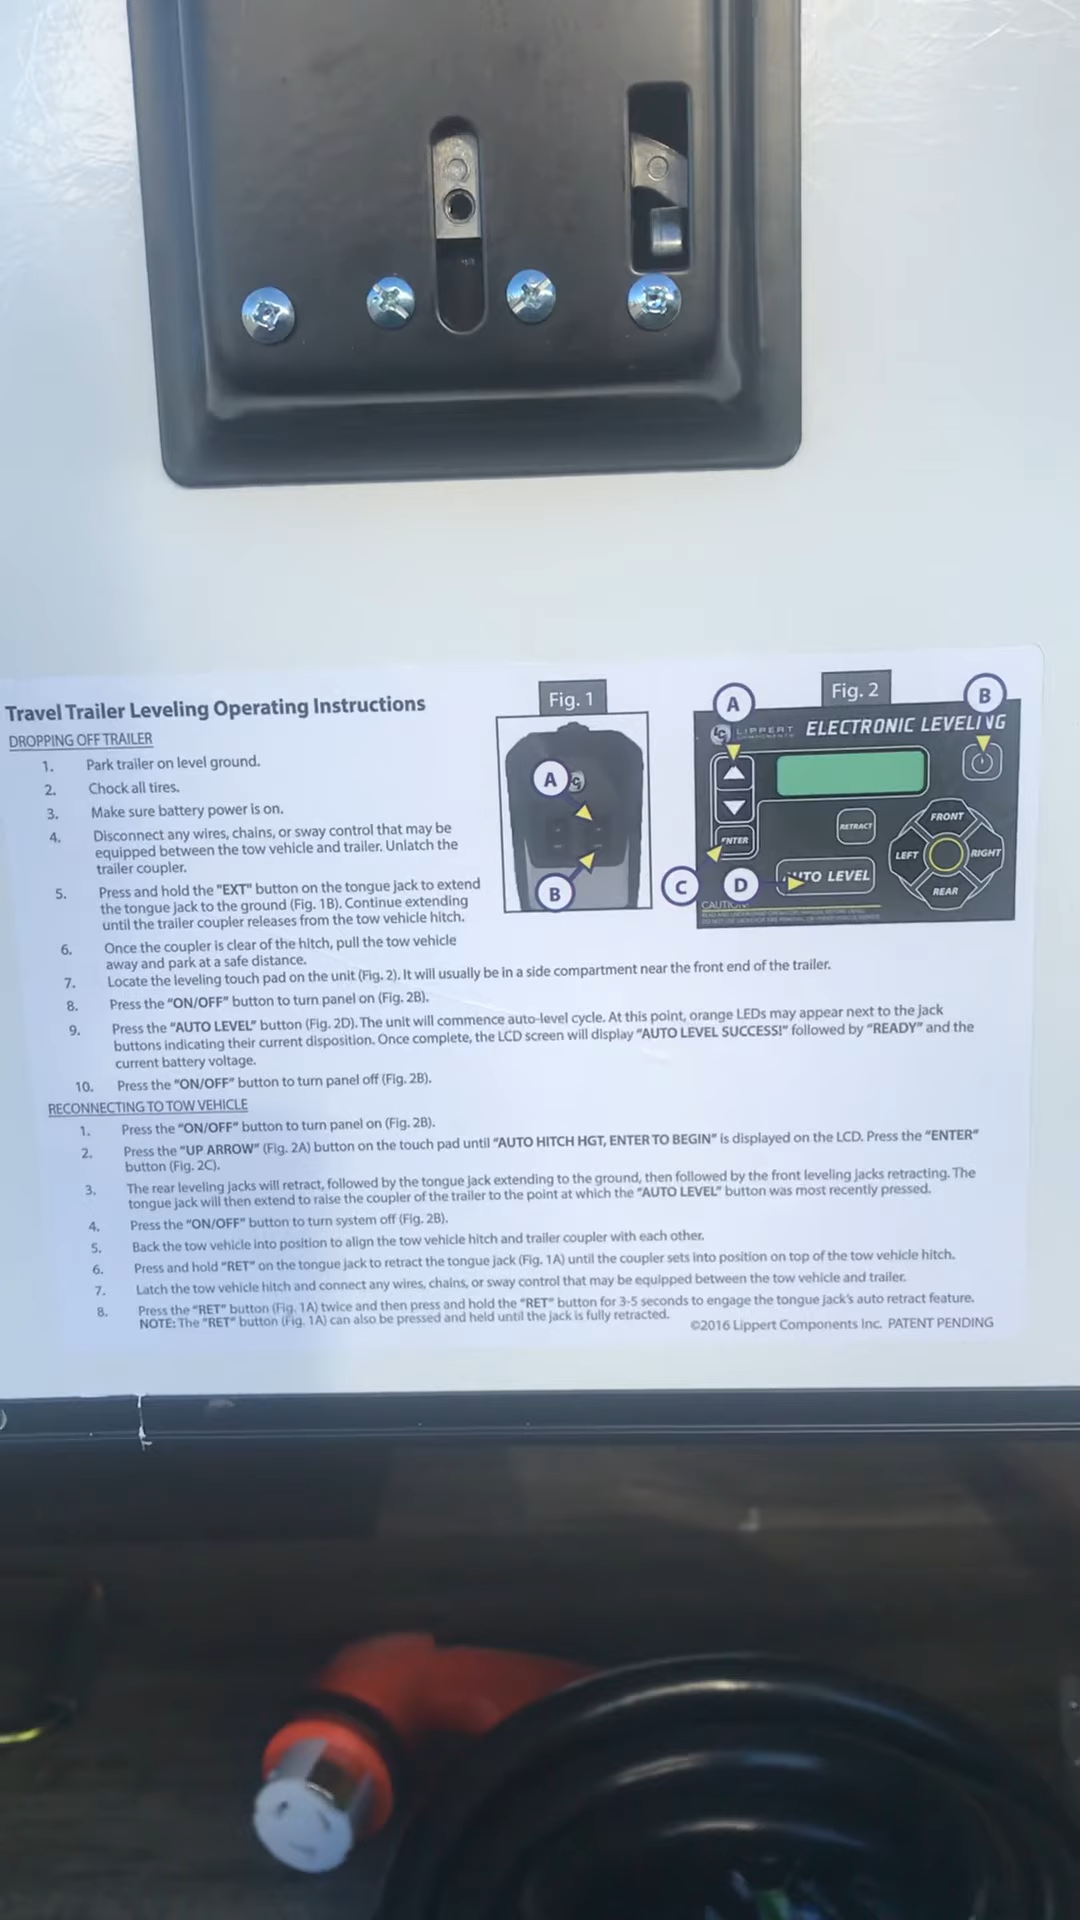 Travel Trailer Leveling Operating Instructions
DROPPING OFF TRAILER
1. Park trailer on level ground.
2. Chock all tires.
3. Make sure battery power is on.
4. Disconnect any wires, chains, or sway control that may be
equipped between the tow vehicle and trailer. Unlatch the
trailer coupler.
5. Press and hold the "EXT" button on the tongue jack to extend
the tongue jack to the ground (Fig. 1B). Continue extending
until the trailer coupler releases from the tow vehicle hitch.
6. Once the coupler is clear of the hitch, pull the tow vehicle
away and park at a safe distance.
7. Locate the leveling touch pad on the unit (Fig. 2). It will usually be in a side compartment near the front end of the trailer.
8. Press the "ON/OFF" button to turn panel on (Fig. 2B).
9. Press the "AUTO LEVEL" button (Fig. 2D). The unit will commence auto-level cycle. At this point, orange LEDs may appear next to the jack
buttons indicating their current disposition. Once complete, the LCD screen will display "AUTO LEVEL SUCCESS!" followed by "READY" and the
current battery voltage.
10. Press the "ON/OFF" button to turn panel off (Fig. 2B).
RECONNECTING TO TOW VEHICLE
1. Press the "ON/OFF" button to turn panel on (Fig. 2B).
2. Press the "UP ARROW" (Fig. 2A) button on the touch pad until "AUTO HITCH HGT, ENTER TO BEGIN" is displayed on the LCD. Press the "ENTER"
button (Fig. 2C).
3. The rear leveling jacks will retract, followed by the tongue jack extending to the ground, then followed by the front leveling jacks retracting. The
tongue jack will then extend to raise the coupler of the trailer to the point at which the "AUTO LEVEL" button was most recently pressed.
4. Press the "ON/OFF" button to turn system off (Fig. 2B).
5. Back the tow vehicle into position to align the tow vehicle hitch and trailer coupler with each other.
6. Press and hold "RET" on the tongue jack to retract the tongue jack (Fig. 1A) until the coupler sets into position on top of the tow vehicle hitch.
7. Latch the tow vehicle hitch and connect any wires, chains, or sway control that may be equipped between the tow vehicle and trailer.
8. Press the "RET" button (Fig. 1A) twice and then press and hold the "RET" button for 3-5 seconds to engage the tongue jack's auto retract feature.
NOTE: The "RET" button (Fig. 1A) can also be pressed and held until the jack is fully retracted.
©2016 Lippert Components Inc. PATENT PENDING
Fig. 1
A
B
Fig. 2
A
B
LIPPERT
COMPONENTS
ELECTRONIC LEVELING
ENTER
RETRACT
FRONT
LEFT
RIGHT
REAR
C
D
AUTO LEVEL
CAUTION